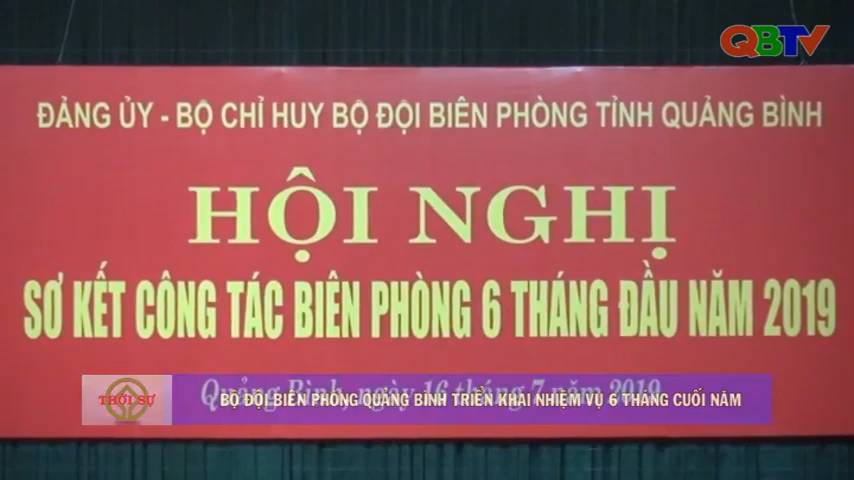 QBTV
ĐẢNG ỦY - BỘ CHỈ HUY BỘ ĐỘI BIÊN PHÒNG TỈNH QUẢNG BÌNH
HỘI NGHỊ
SƠ KẾT CÔNG TÁC BIÊN PHÒNG 6 THÁNG ĐẦU NĂM 2019
Quảng Bình, ngày 16 tháng 7 năm 2019
THỜI SỰ
BỘ ĐỘI BIÊN PHÒNG QUẢNG BÌNH TRIỂN KHAI NHIỆM VỤ 6 THÁNG CUỐI NĂM